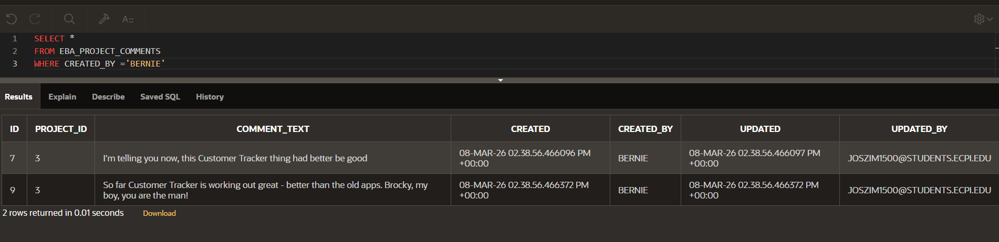 1 SELECT *
2 FROM EBA_PROJECT_COMMENTS
3 WHERE CREATED_BY ='BERNIE'
Results Explain Describe Saved SQL History
ID PROJECT_ID COMMENT_TEXT CREATED CREATED_BY UPDATED UPDATED_BY
7 3 I'm telling you now, this Customer Tracker thing had better be good 08-MAR-26 02.38.56.466096 PM +00:00 BERNIE 08-MAR-26 02.38.56.466097 PM +00:00 JOSZIM1500@STUDENTS.ECPI.EDU
9 3 So far Customer Tracker is working out great - better than the old apps. Brocky, my boy, you are the man! 08-MAR-26 02.38.56.466372 PM +00:00 BERNIE 08-MAR-26 02.38.56.466372 PM +00:00 JOSZIM1500@STUDENTS.ECPI.EDU
2 rows returned in 0.01 seconds Download